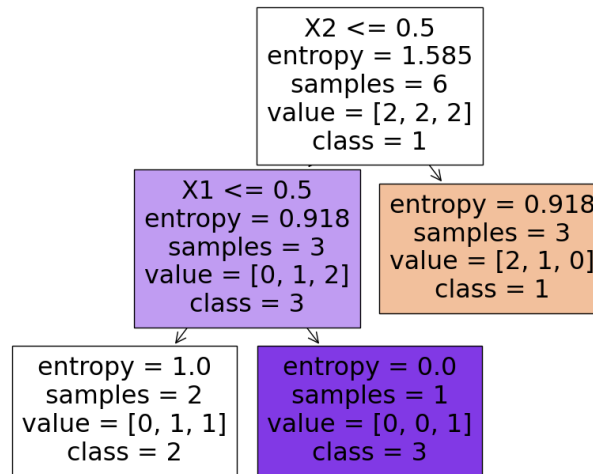 X2 <= 0.5
entropy = 1.585
samples = 6
value = [2, 2, 2]
class = 1
X1 <= 0.5
entropy = 0.918
samples = 3
value = [0, 1, 2]
class = 3
entropy = 0.918
samples = 3
value = [2, 1, 0]
class = 1
entropy = 1.0
samples = 2
value = [0, 1, 1]
class = 2
entropy = 0.0
samples = 1
value = [0, 0, 1]
class = 3